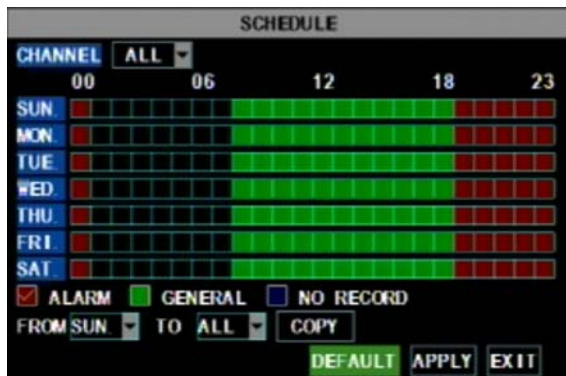 SCHEDULE
CHANNEL ALL
00 06 12 18 23
SUN.
MON.
TUE
WED.
THU.
FRI.
SAT.
ALARM GENERAL NO RECORD
FROM SUN. TO ALL COPY
DEFAULT APPLY EXIT